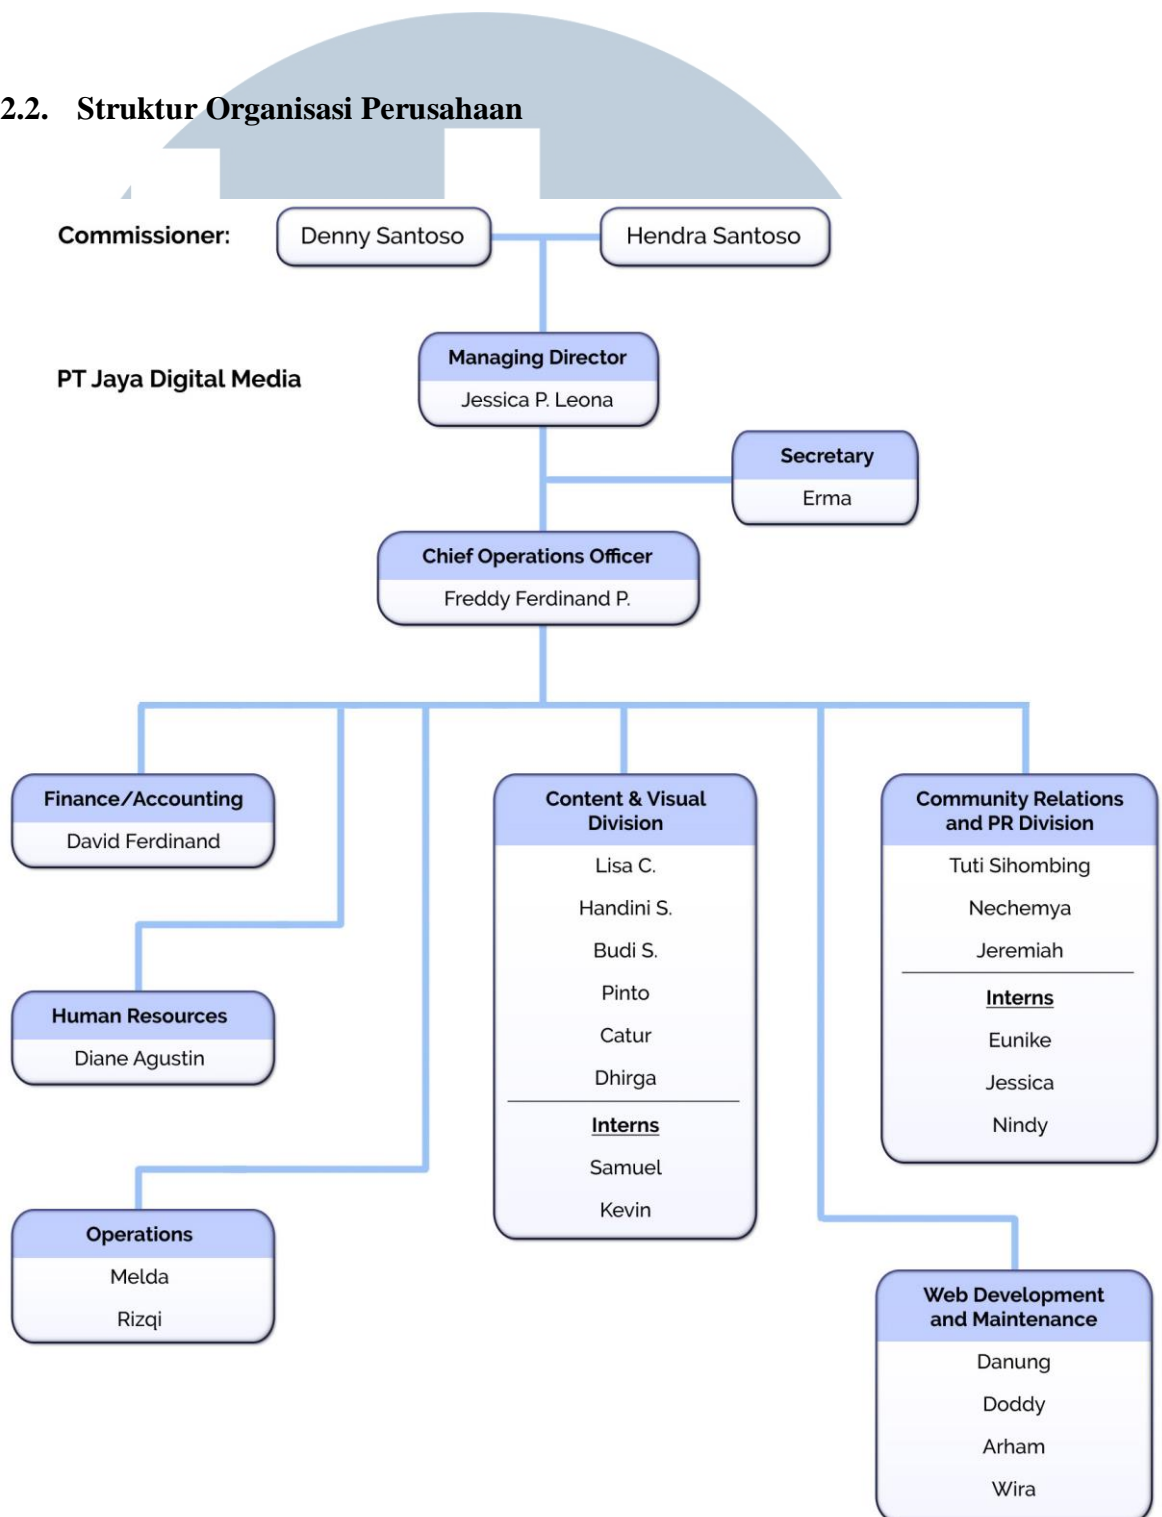 2.2. Struktur Organisasi Perusahaan
Commissioner:
Denny Santoso
Hendra Santoso
PT Jaya Digital Media
Managing Director
Jessica P. Leona
Secretary
Erma
Chief Operations Officer
Freddy Ferdinand P.
Finance/Accounting
David Ferdinand
Human Resources
Diane Agustin
Operations
Melda
Rizqi
Content & Visual
Division
Lisa C.
Handini S.
Budi S.
Pinto
Catur
Dhirga
Interns
Samuel
Kevin
Community Relations
and PR Division
Tuti Sihombing
Nechemya
Jeremiah
Interns
Eunike
Jessica
Nindy
Web Development
and Maintenance
Danung
Doddy
Arham
Wira